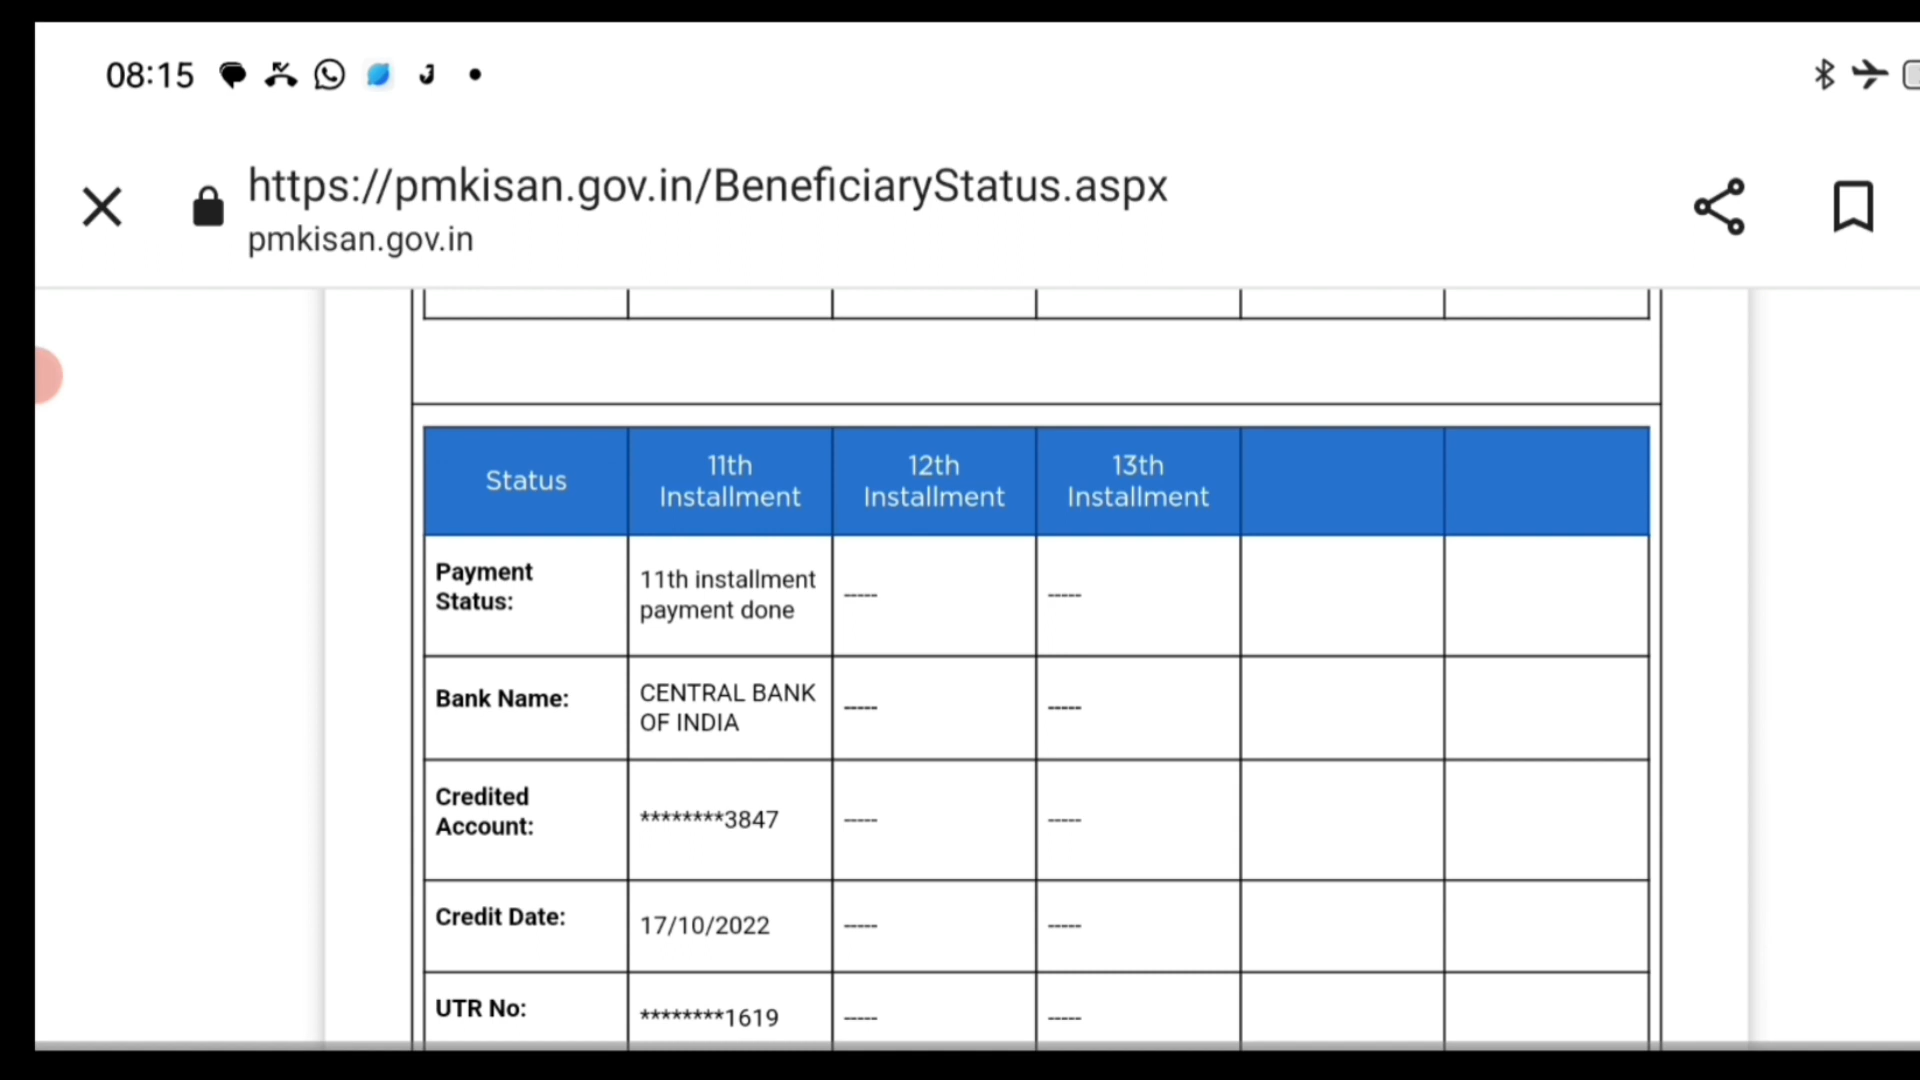 08:15
https://pmkisan.gov.in/BeneficiaryStatus.aspx
pmkisan.gov.in
Status
11th
Installment
12th
Installment
13th
Installment
Payment
Status:
11th installment
payment done
-----
-----
Bank Name:
CENTRAL BANK
OF INDIA
-----
-----
Credited
Account:
********3847
-----
-----
Credit Date:
17/10/2022
-----
-----
UTR No:
********1619
-----
-----